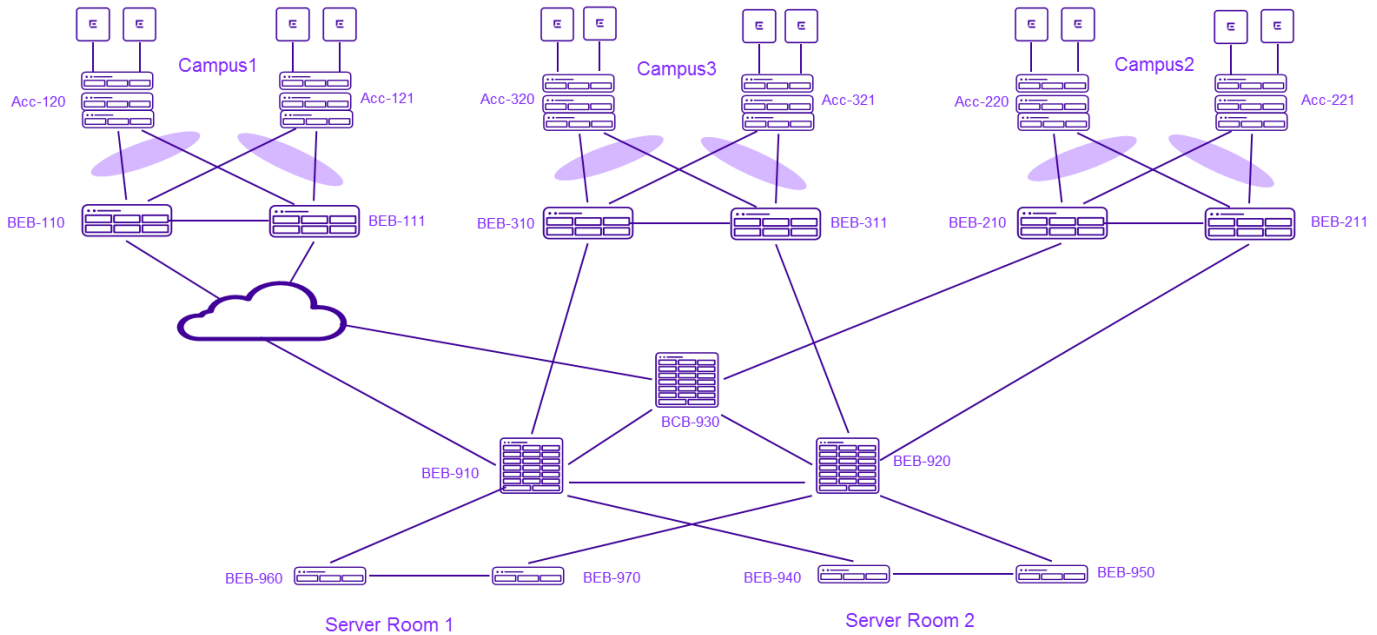 Campus1
Campus3
Campus2
Acc-120
Acc-121
Acc-320
Acc-321
Acc-220
Acc-221
BEB-110
BEB-111
BEB-310
BEB-311
BEB-210
BEB-211
BCB-930
BEB-910
BEB-920
BEB-960
BEB-970
BEB-940
BEB-950
Server Room 1
Server Room 2